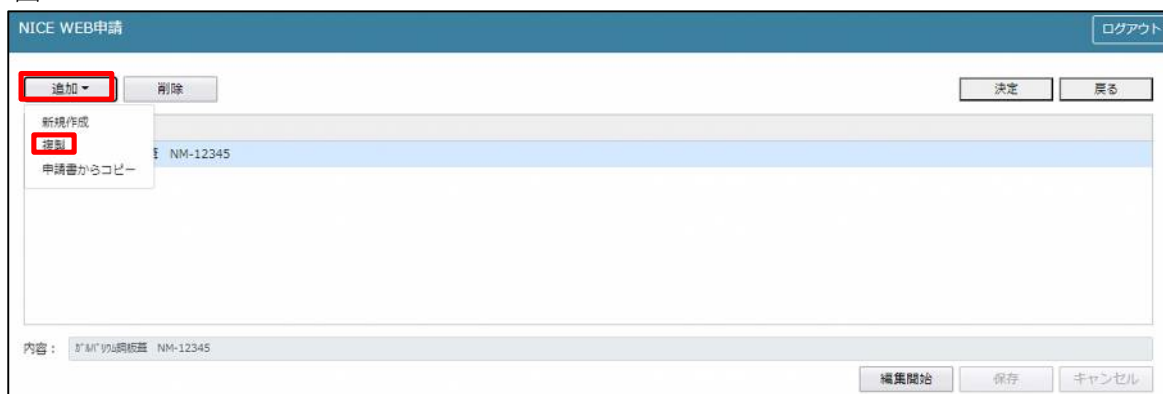 NICE WEB申請
ログアウト
追加
削除
決定
戻る
新規作成
複製
NM-12345
申請書からコピー
内容：
ｶﾞﾙﾊﾞﾘｳﾑ鋼板葺 NM-12345
編集開始
保存
キャンセル